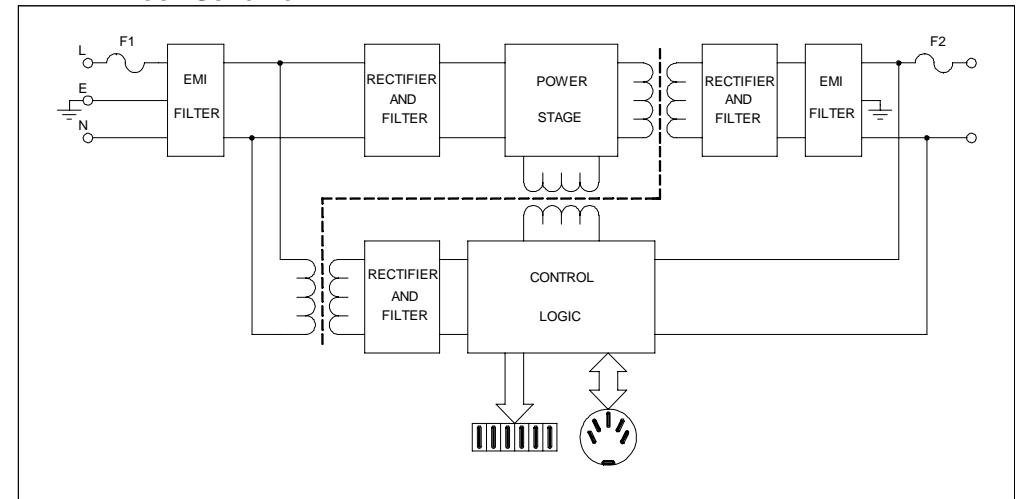 L
F1
E
N
EMI
FILTER
RECTIFIER
AND
FILTER
POWER
STAGE
RECTIFIER
AND
FILTER
EMI
FILTER
F2
RECTIFIER
AND
FILTER
CONTROL
LOGIC